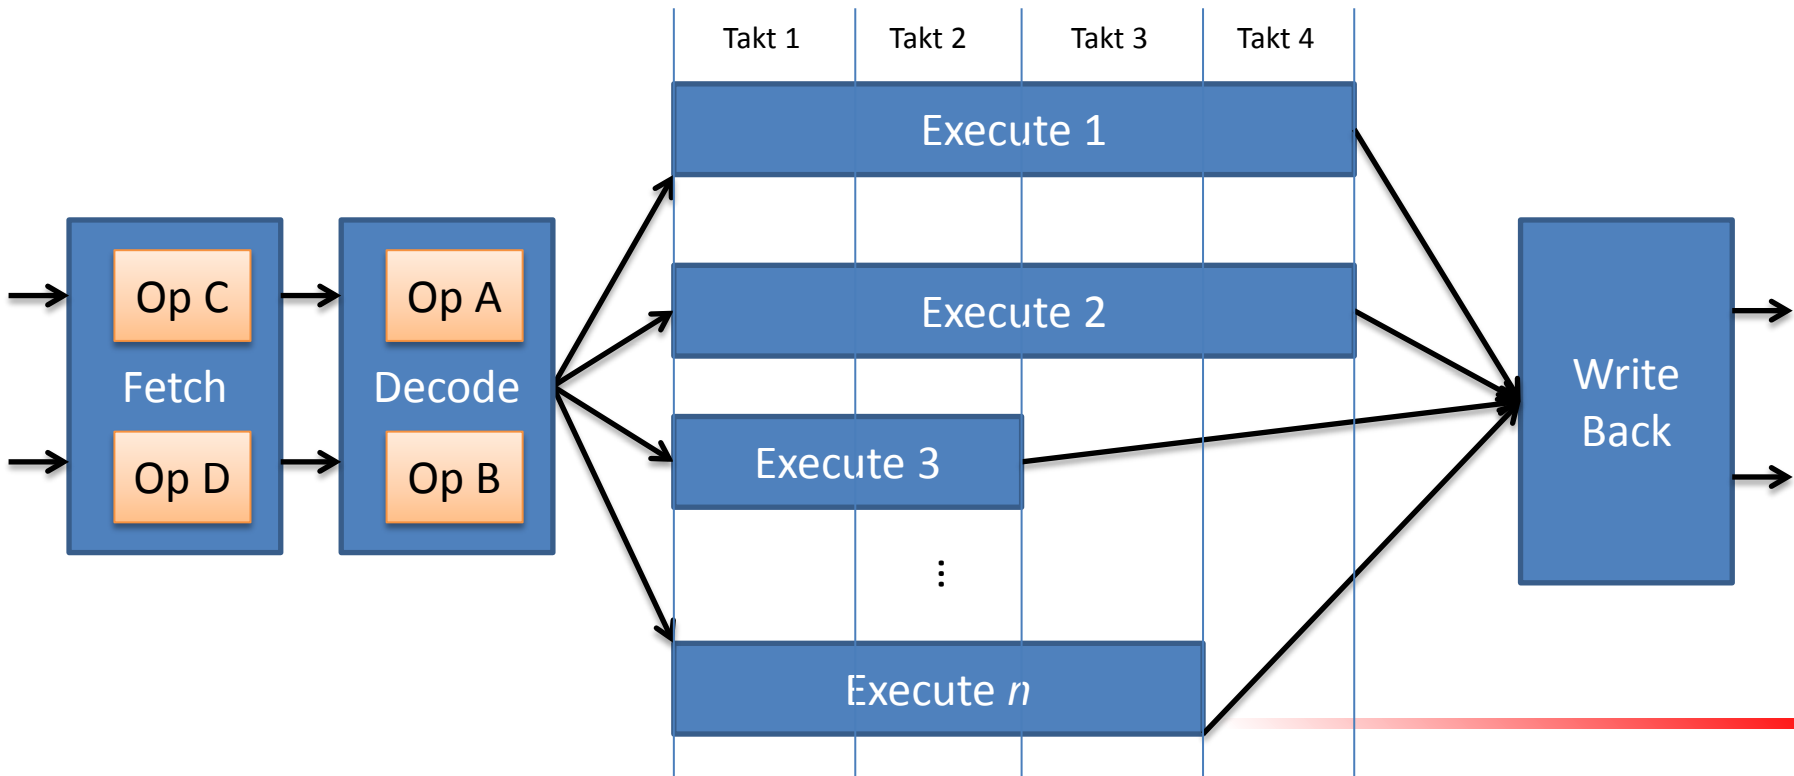 Takt 1
Takt 2
Takt 3
Takt 4
Execute 1
Op C
Op A
Execute 2
Fetch
Decode
Write
Back
Op D
Op B
Execute 3
...
Execute n